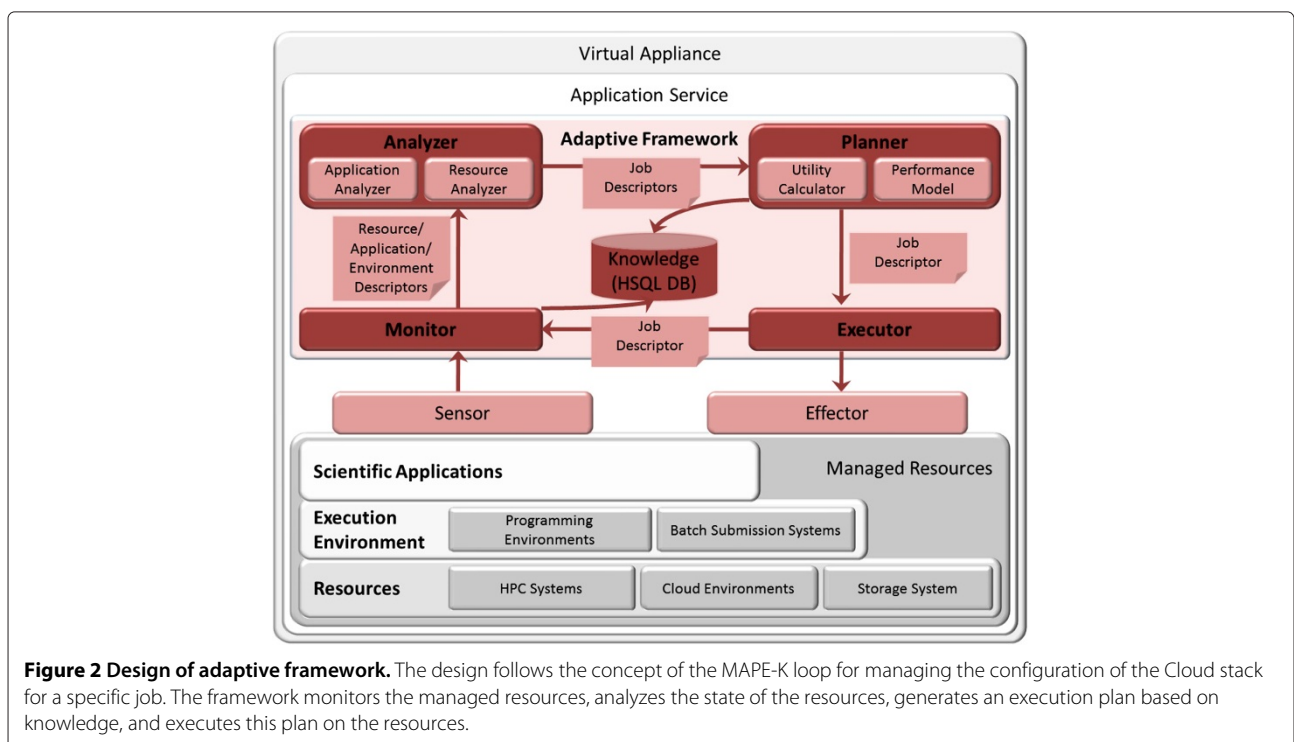 Virtual Appliance
Application Service
Analyzer
Adaptive Framework
Planner
Application
Analyzer
Resource
Analyzer
Job
Descriptors
Utility
Calculator
Performance
Model
Resource/
Application/
Environment
Descriptors
Knowledge
(HSQL DB)
Job
Descriptor
Monitor
Job
Descriptor
Executor
Sensor
Effector
Scientific Applications
Managed Resources
Execution
Environment
Programming
Environments
Batch Submission Systems
Resources
HPC Systems
Cloud Environments
Storage System
Figure 2 Design of adaptive framework. The design follows the concept of the MAPE-K loop for managing the configuration of the Cloud stack
for a specific job. The framework monitors the managed resources, analyzes the state of the resources, generates an execution plan based on
knowledge, and executes this plan on the resources.